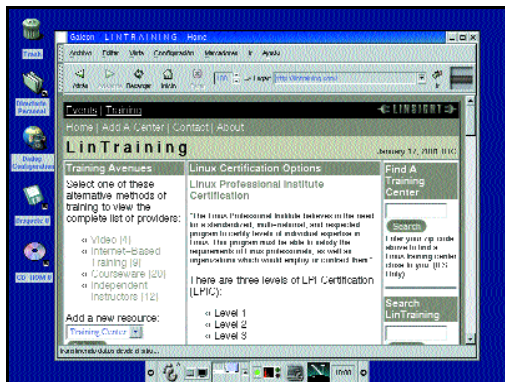 Galeon LINTRAINING Home
Archivo Editar Vista Configuración Marcadores Ir Ayuda
Atrás Recargar Inicio 100 Lugar: Ir
Trash
Directorio Personal
Dialup
Disquete 0
CD-ROM 0
Events | Training
LINSIGHT
Home | Add A Center | Contact | About
LinTraining
January 17, 2001 UTC
Training Avenues
Select one of these
alternative methods of
training to view the
complete list of providers:
Video [4]
Internet-Based
Training [9]
Courseware [20]
Independent
Instructors [12]
Add a new resource:
Training Center
Linux Certification Options
Linux Professional Institute
Certification
"The Linux Professional Institute believes in the need
for a standardized, multi-national, and respected
program to certify levels of individual expertise in
Linux. This program must be able to satisfy the
requirements of Linux professionals, as well as
organizations which would employ or contract them."
There are three levels of LPI Certification
(LPIC):
Level 1
Level 2
Level 3
Find A
Training
Center
Search
Enter your zip code
above to find a
Linux training center
close to you. (U.S.
Only)
Search
LinTraining